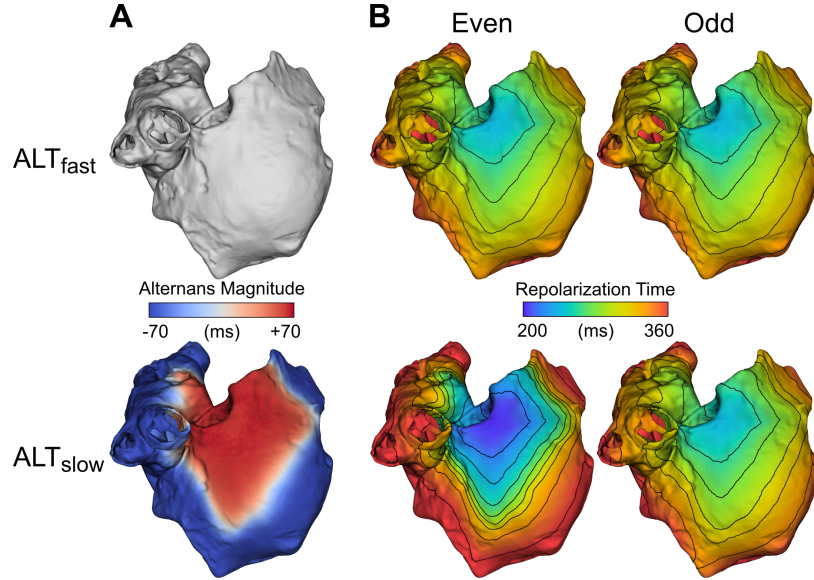 A
B
Even
Odd
ALTfast
Alternans Magnitude
-70 (ms) +70
Repolarization Time
200 (ms) 360
ALTslow